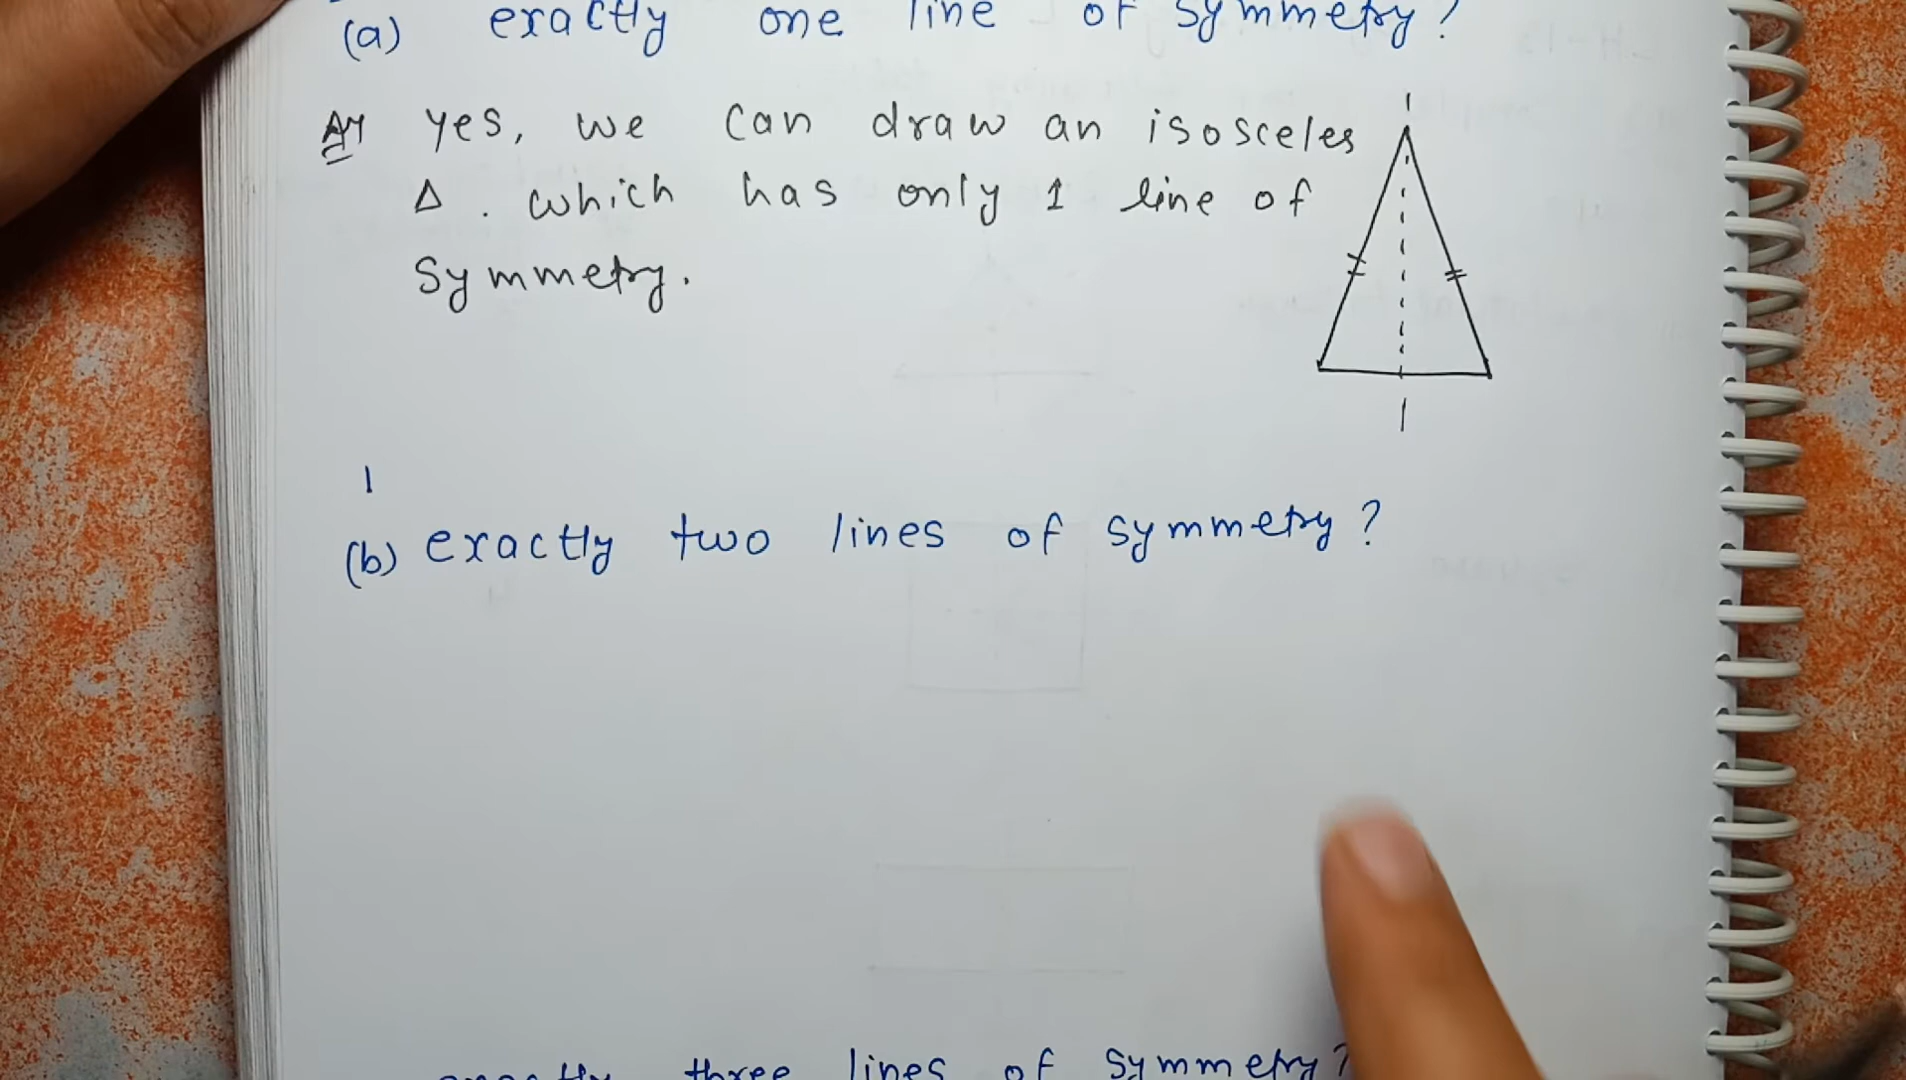 (a) exactly one line of symmetry?
Ans yes, we can draw an isosceles
Δ . which has only 1 line of
symmetry.
(b) exactly two lines of symmetry?
exactly three lines of symmetry?